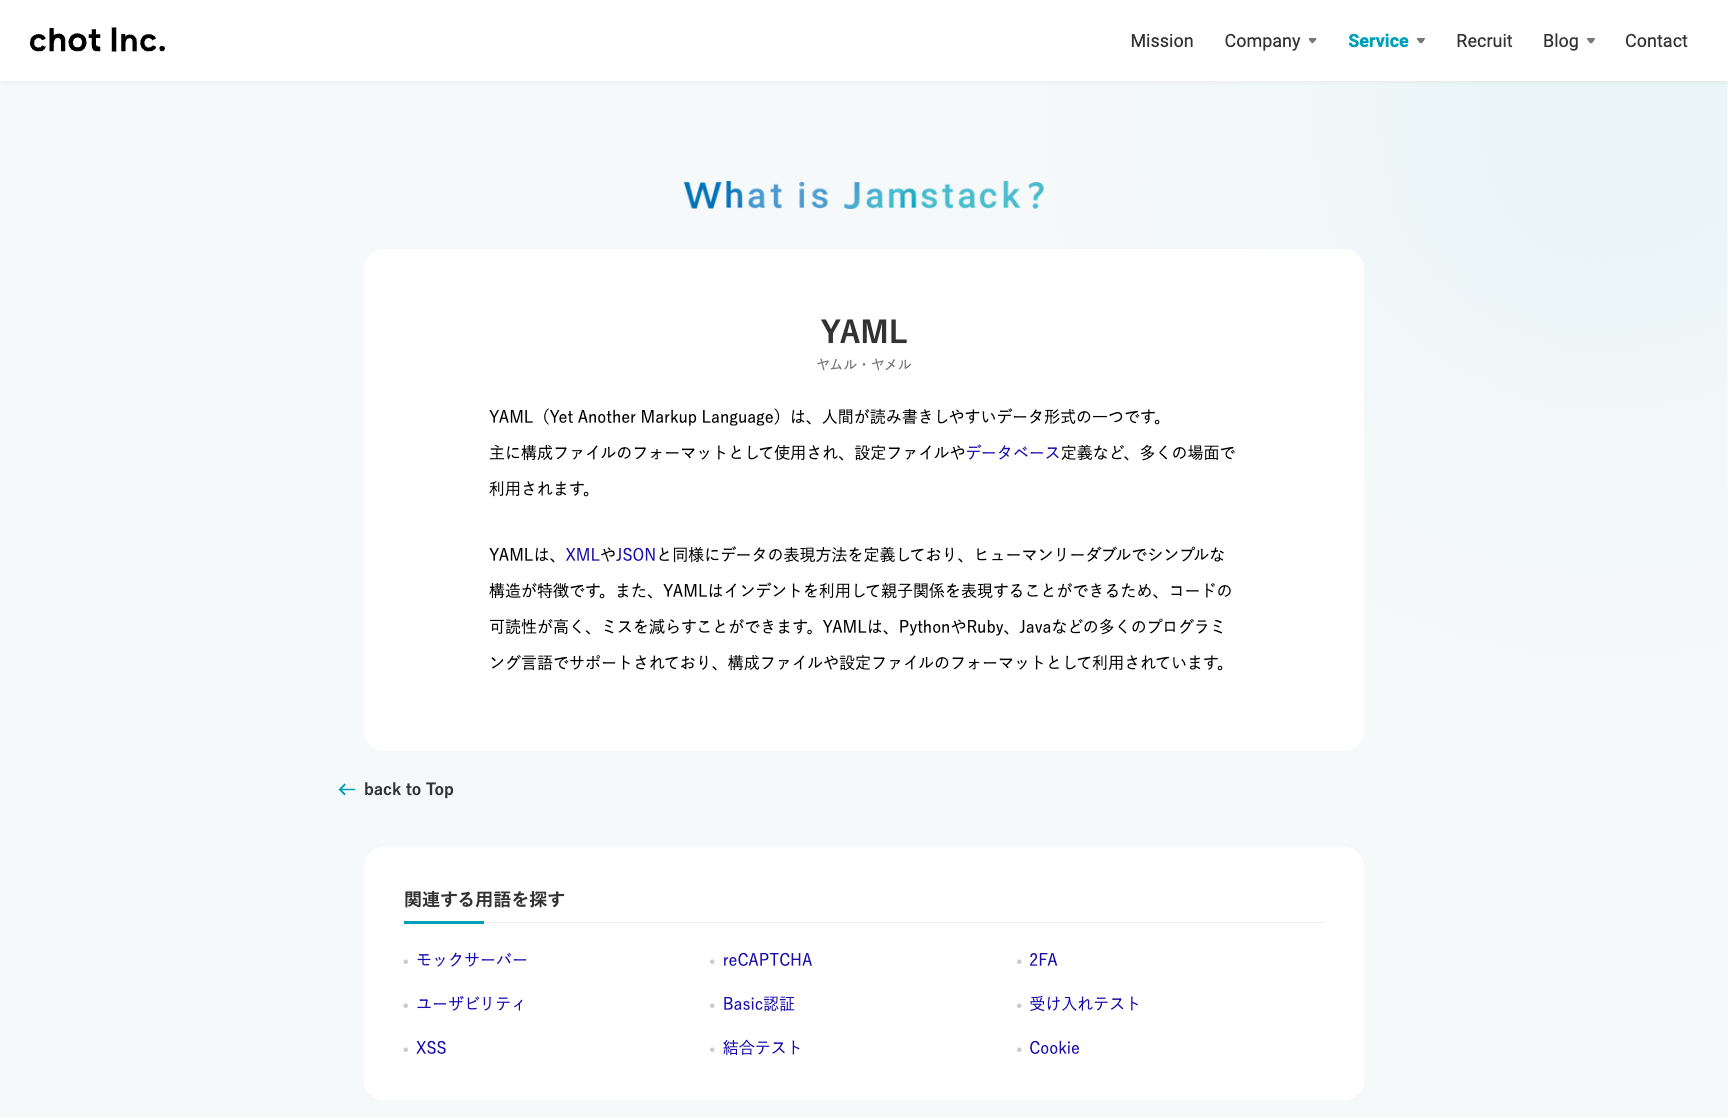 chot Inc.
Mission
Company
Service
Recruit
Blog
Contact
What is Jamstack?
YAML
ヤムル・ヤメル
YAML（Yet Another Markup Language）は、人間が読み書きしやすいデータ形式の一つです。
主に構成ファイルのフォーマットとして使用され、設定ファイルやデータベース定義など、多くの場面で
利用されます。
YAMLは、XMLやJSONと同様にデータの表現方法を定義しており、ヒューマンリーダブルでシンプルな
構造が特徴です。また、YAMLはインデントを利用して親子関係を表現することができるため、コードの
可読性が高く、ミスを減らすことができます。YAMLは、PythonやRuby、Javaなどの多くのプログラミ
ング言語でサポートされており、構成ファイルや設定ファイルのフォーマットとして利用されています。
back to Top
関連する用語を探す
モックサーバー
reCAPTCHA
2FA
ユーザビリティ
Basic認証
受け入れテスト
XSS
結合テスト
Cookie